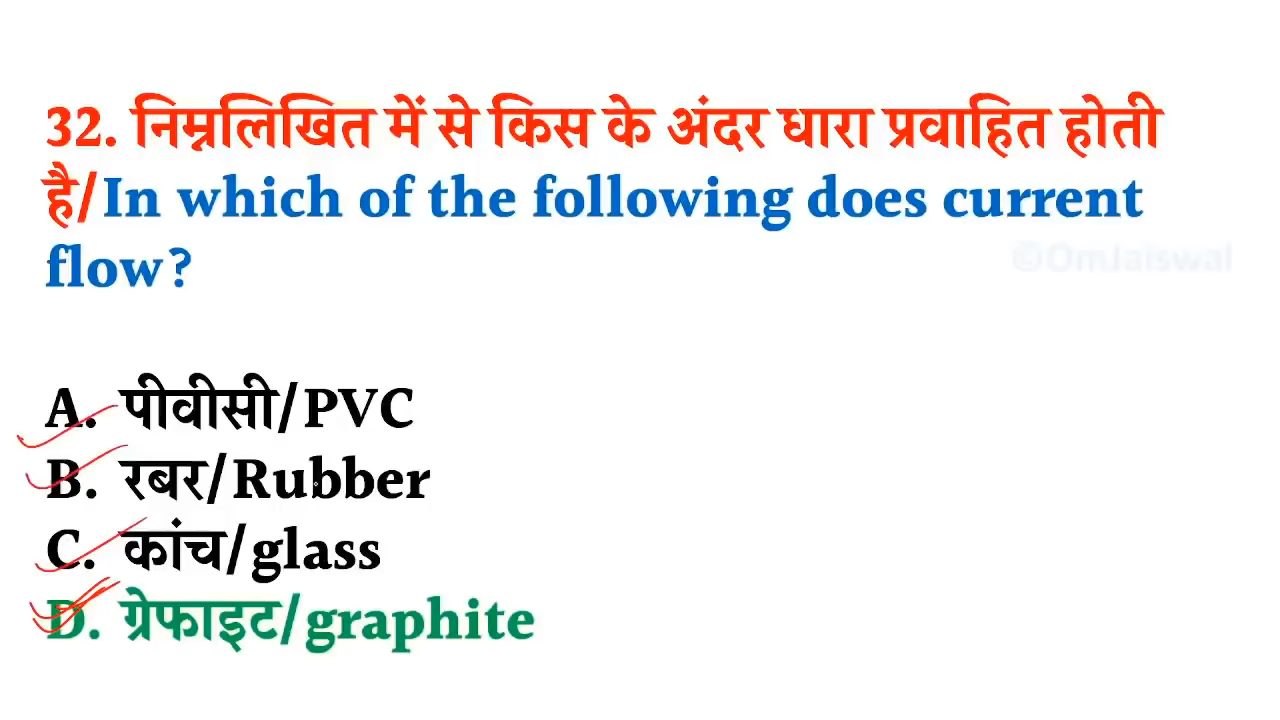 32. निम्नलिखित में से किस के अंदर धारा प्रवाहित होती
है/In which of the following does current
flow?
©OmJaiswal
A. पीवीसी/PVC
B. रबर/Rubber
C. कांच/glass
D. ग्रेफाइट/graphite